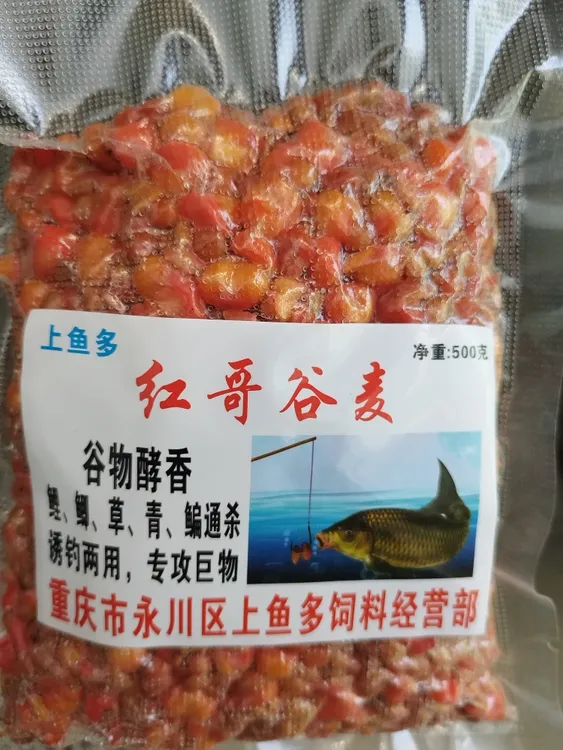 上鱼多
净重:500克
红哥谷麦
谷物酵香
鲤、鲫、草、青、鳊通杀
诱钓两用，专攻巨物
重庆市永川区上鱼多饲料经营部